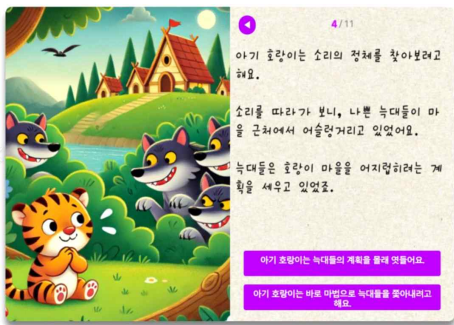 4/11
아기 호랑이는 소리의 정체를 찾아보려고
해요.
소리를 따라가 보니, 나쁜 늑대들이 마
을 근처에서 어슬렁거리고 있었어요.
늑대들은 호랑이 마을을 어지럽히려는 계
획을 세우고 있었죠.
아기 호랑이는 늑대들의 계획을 몰래 엿들어요.
아기 호랑이는 바로 마법으로 늑대들을 쫓아내려고
해요.